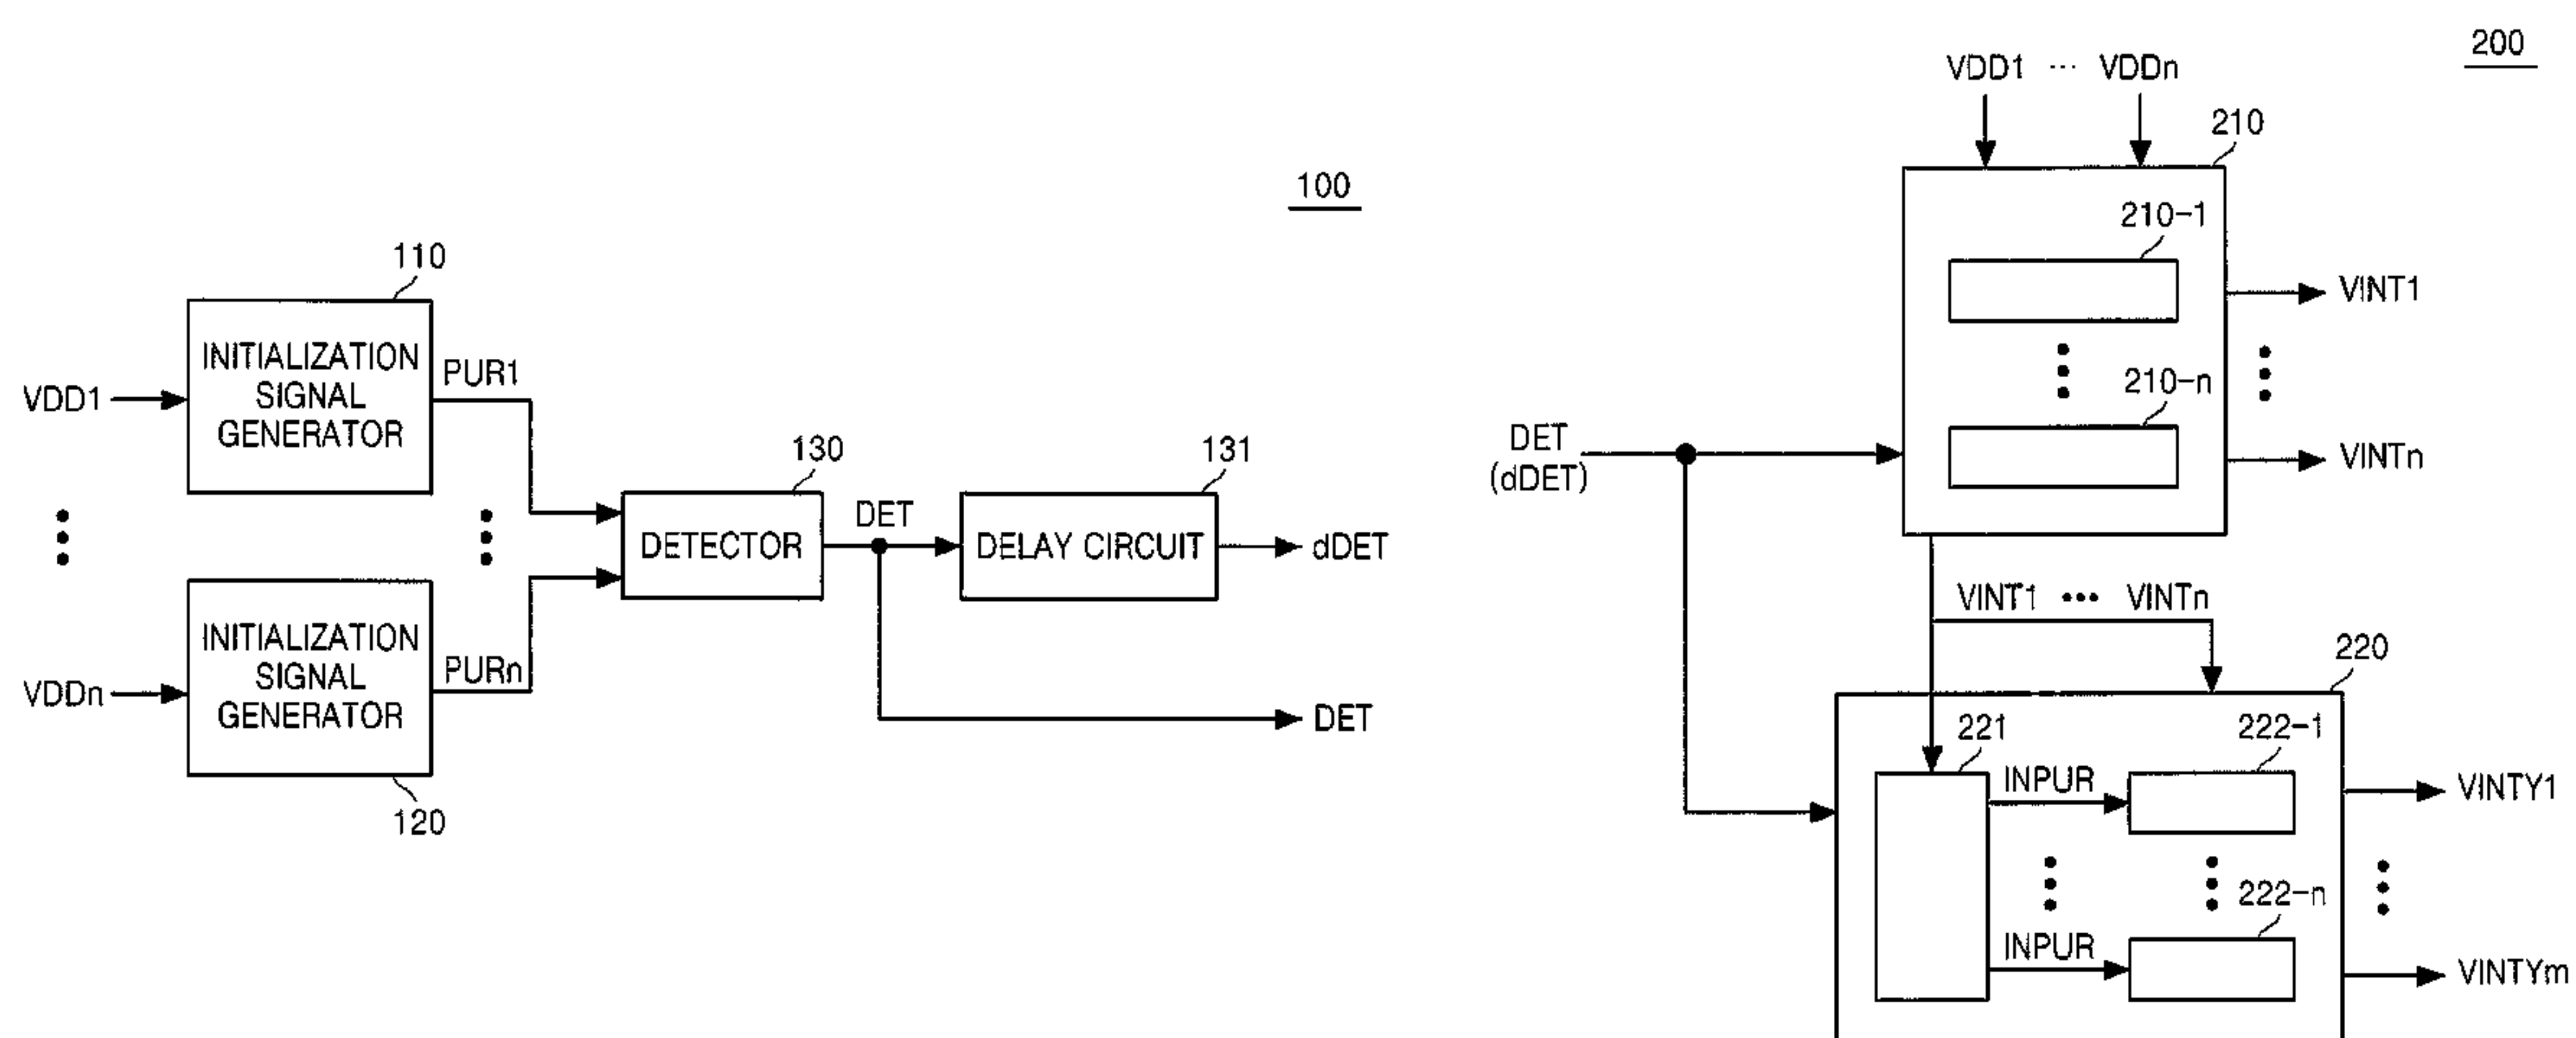 100
110
INITIALIZATION
SIGNAL
GENERATOR
VDD1
PUR1
130
131
DETECTOR
DET
DELAY CIRCUIT
dDET
INITIALIZATION
SIGNAL
GENERATOR
VDDn
PURn
DET
120
200
VDD1 ··· VDDn
210
210-1
VINT1
210-n
DET
(dDET)
VINTn
VINT1 ••• VINTn
220
221
222-1
INPUR
VINTY1
222-n
INPUR
VINTYm